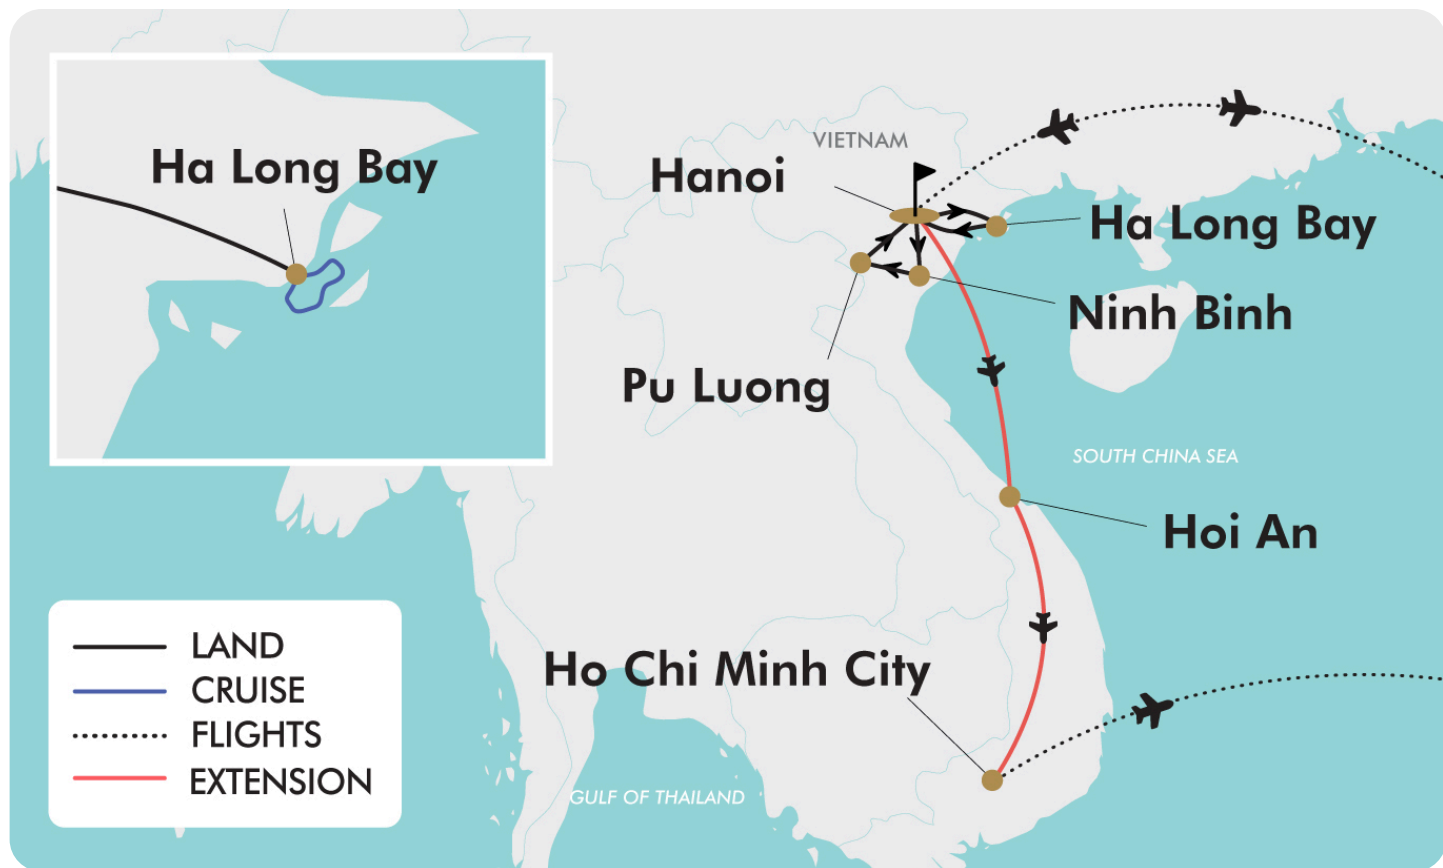 Ha Long Bay
VIETNAM
Hanoi
Ha Long Bay
Ninh Binh
Pu Luong
SOUTH CHINA SEA
Hoi An
Ho Chi Minh City
GULF OF THAILAND
LAND
CRUISE
FLIGHTS
EXTENSION